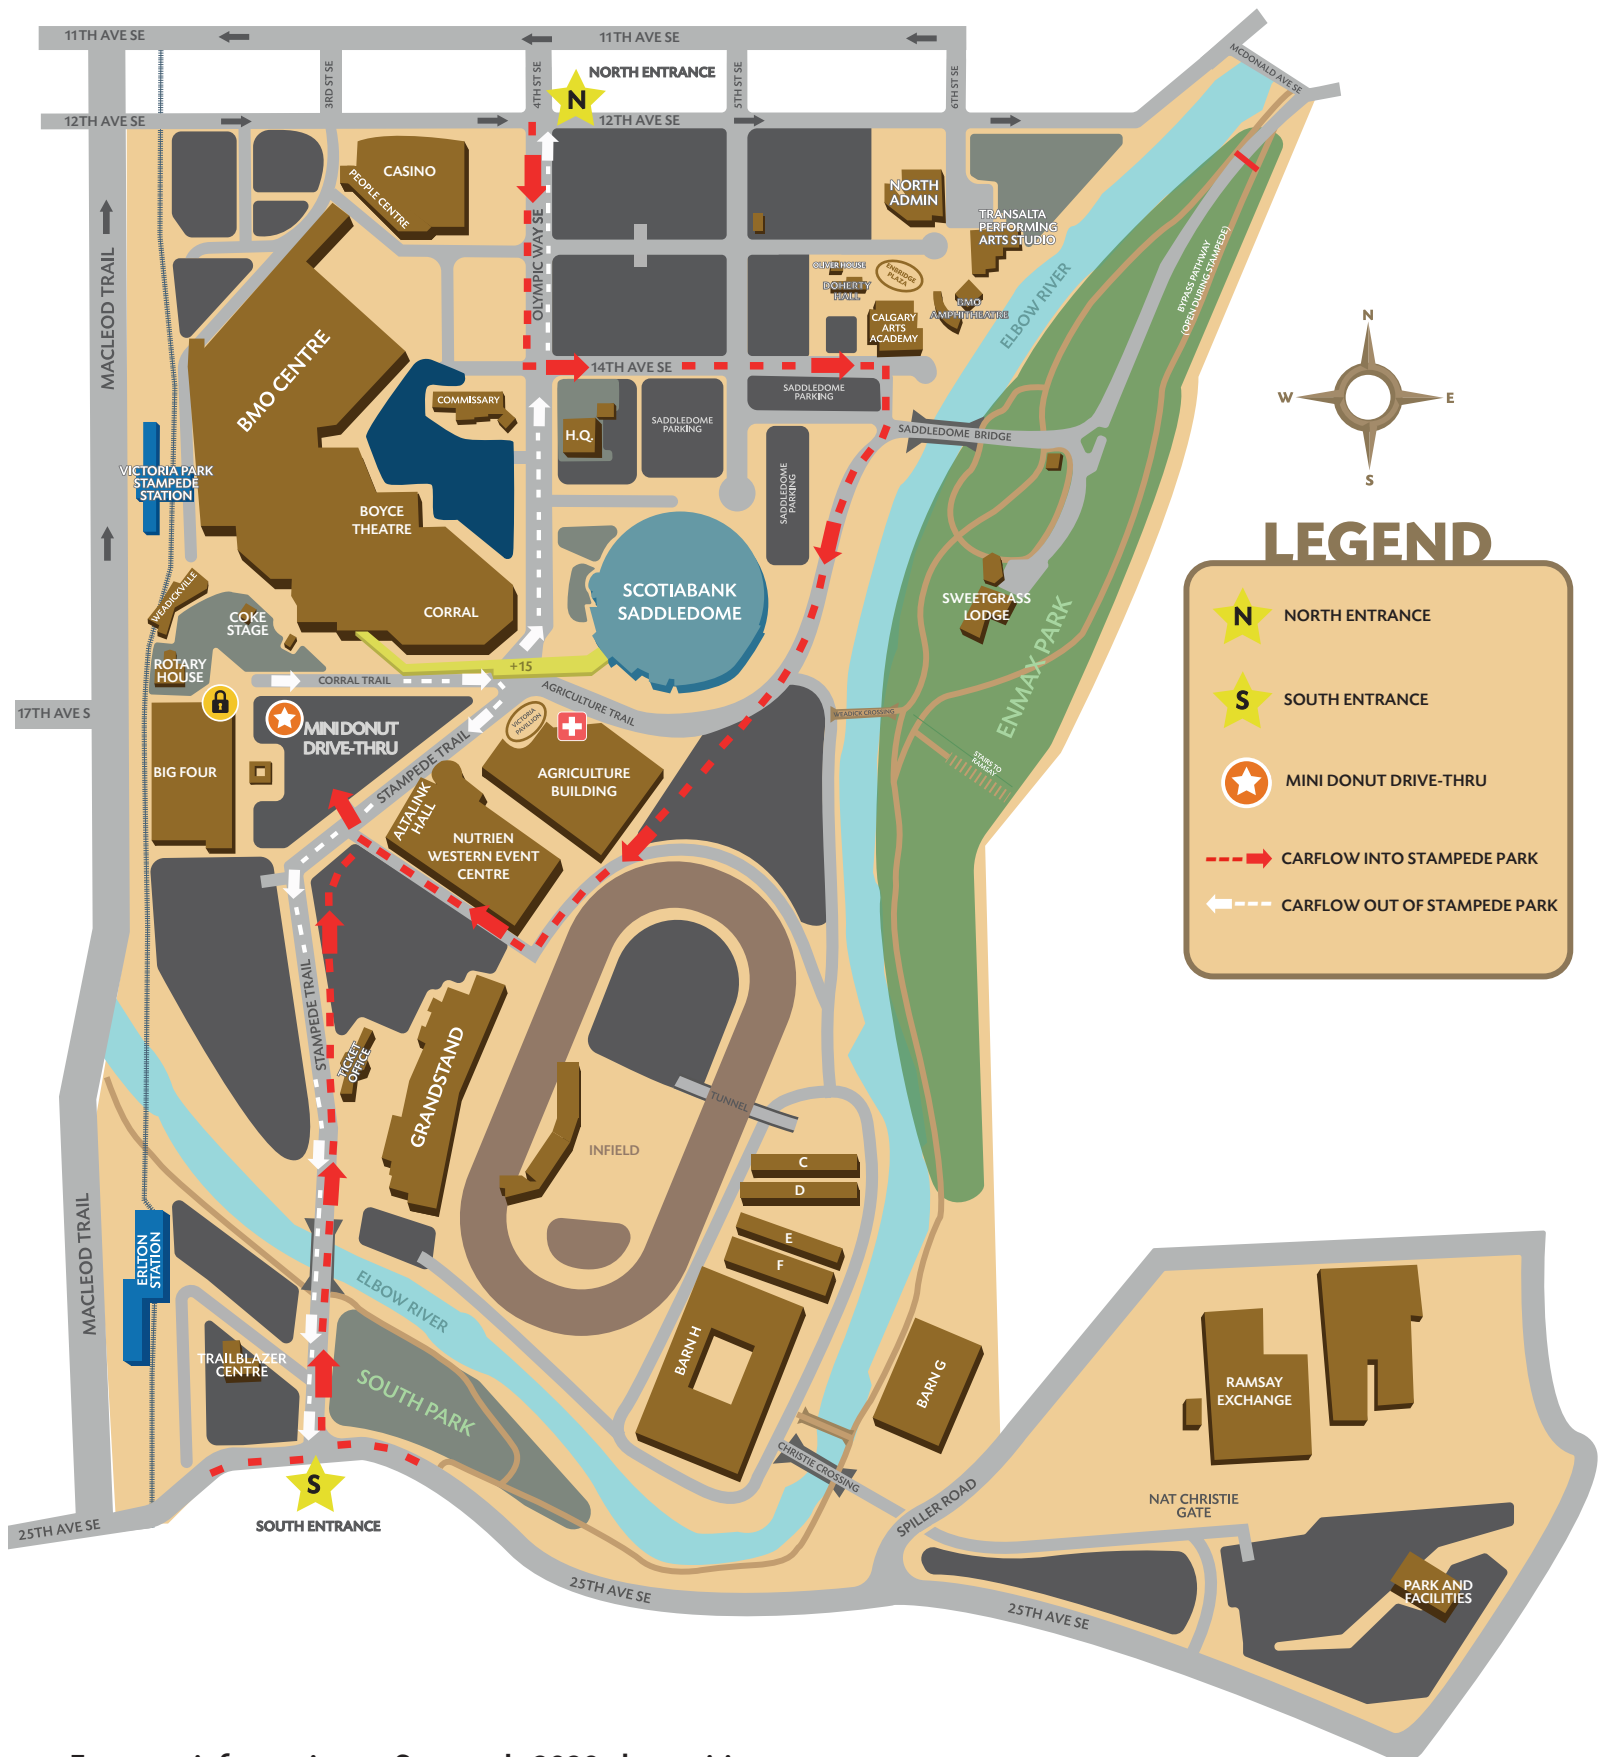 11TH AVE SE
11TH AVE SE
3RD ST SE
4TH ST SE
NORTH ENTRANCE
N
5TH ST SE
6TH ST SE
MCDONALD AVE SE
12TH AVE SE
12TH AVE SE
CASINO
PEOPLE CENTRE
NORTH
ADMIN
TRANSALTA
PERFORMING
ARTS STUDIO
OLYMPIC WAY SE
MACLEOD TRAIL
OLIVER HOUSE
ENBRIDGE
PLAZA
DOHERTY
HALL
BMO
AMPHITHEATRE
CALGARY
ARTS
ACADEMY
ELBOW RIVER
BYPASS PATHWAY
(OPEN DURING STAMPEDE)
BMO CENTRE
14TH AVE SE
SADDLEDOME
PARKING
COMMISSARY
H.Q.
SADDLEDOME
PARKING
SADDLEDOME BRIDGE
N
W
E
S
VICTORIA PARK
STAMPEDE
STATION
BOYCE
THEATRE
SADDLEDOME
PARKING
SCOTIABANK
SADDLEDOME
WEADICKVILLE
COKE
STAGE
CORRAL
SWEETGRASS
LODGE
ENMAX PARK
ROTARY
HOUSE
+15
CORRAL TRAIL
AGRICULTURE TRAIL
17TH AVE S
MINI DONUT
DRIVE-THRU
VICTORIA
PAVILLION
WEADICK CROSSING
STAIRS TO
RAMSAY
BIG FOUR
STAMPEDE TRAIL
AGRICULTURE
BUILDING
ALTALINK
HALL
NUTRIEN
WESTERN EVENT
CENTRE
LEGEND
N
NORTH ENTRANCE
S
SOUTH ENTRANCE
MINI DONUT DRIVE-THRU
CARFLOW INTO STAMPEDE PARK
CARFLOW OUT OF STAMPEDE PARK
STAMPEDE TRAIL
TICKET
OFFICE
GRANDSTAND
TUNNEL
INFIELD
C
D
E
F
MACLEOD TRAIL
ERLTON
STATION
ELBOW RIVER
BARN H
BARN G
TRAILBLAZER
CENTRE
SOUTH PARK
RAMSAY
EXCHANGE
CHRISTIE CROSSING
S
SOUTH ENTRANCE
25TH AVE SE
SPILLER ROAD
NAT CHRISTIE
GATE
25TH AVE SE
25TH AVE SE
PARK AND
FACILITIES